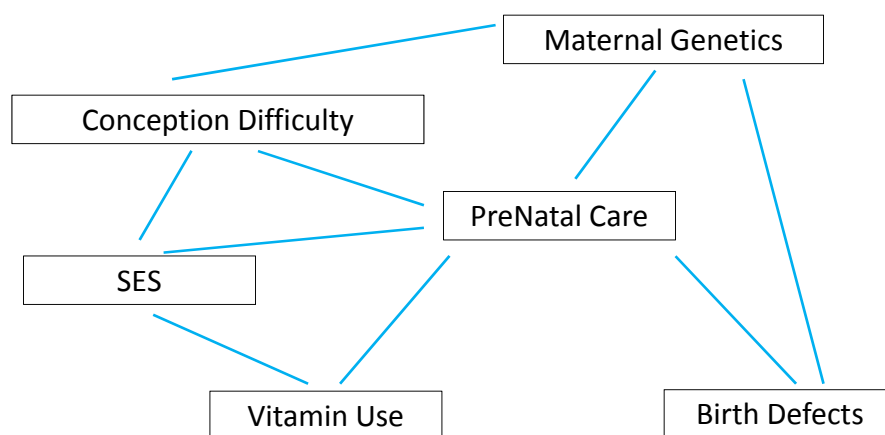 Maternal Genetics
Conception Difficulty
PreNatal Care
SES
Vitamin Use
Birth Defects